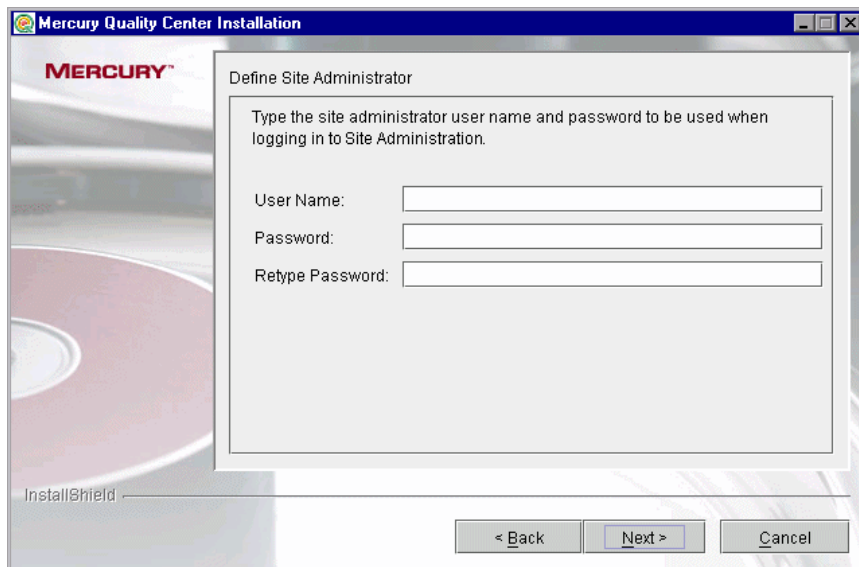 Mercury Quality Center Installation
MERCURY™
Define Site Administrator
Type the site administrator user name and password to be used when
logging in to Site Administration.
User Name:
Password:
Retype Password:
InstallShield
< Back
Next >
Cancel